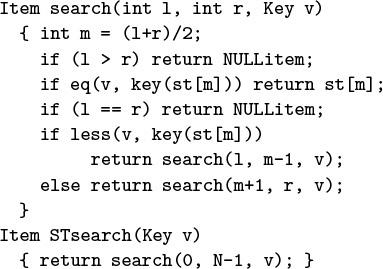 Item search(int l, int r, Key v)
  { int m = (l+r)/2;
    if (l > r) return NULLitem;
    if eq(v, key(st[m])) return st[m];
    if (l == r) return NULLitem;
    if less(v, key(st[m]))
         return search(l, m-1, v);
    else return search(m+1, r, v);
  }
Item STsearch(Key v)
  { return search(0, N-1, v); }